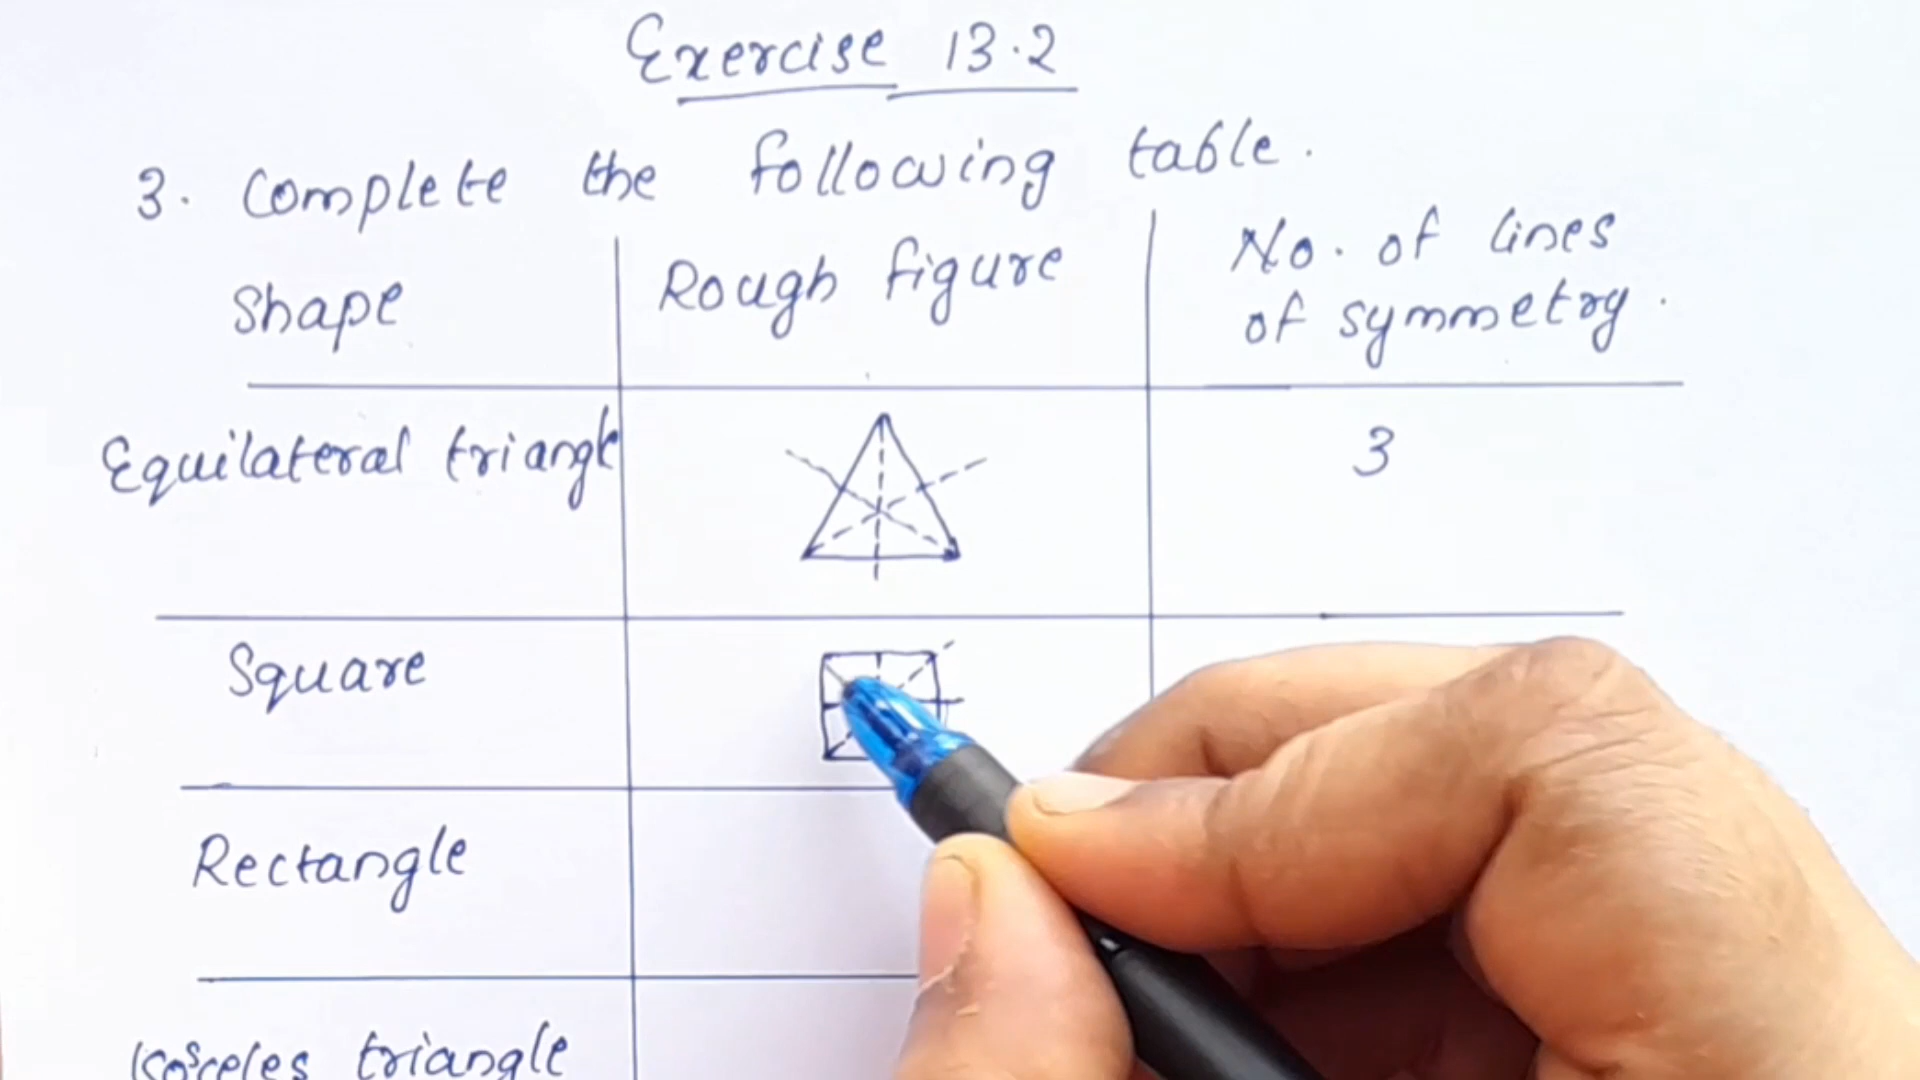 Exercise 13.2
3. Complete the following table.
Shape
Rough figure
No. of lines
of symmetry.
Equilateral triangle
3
Square
Rectangle
Isosceles triangle